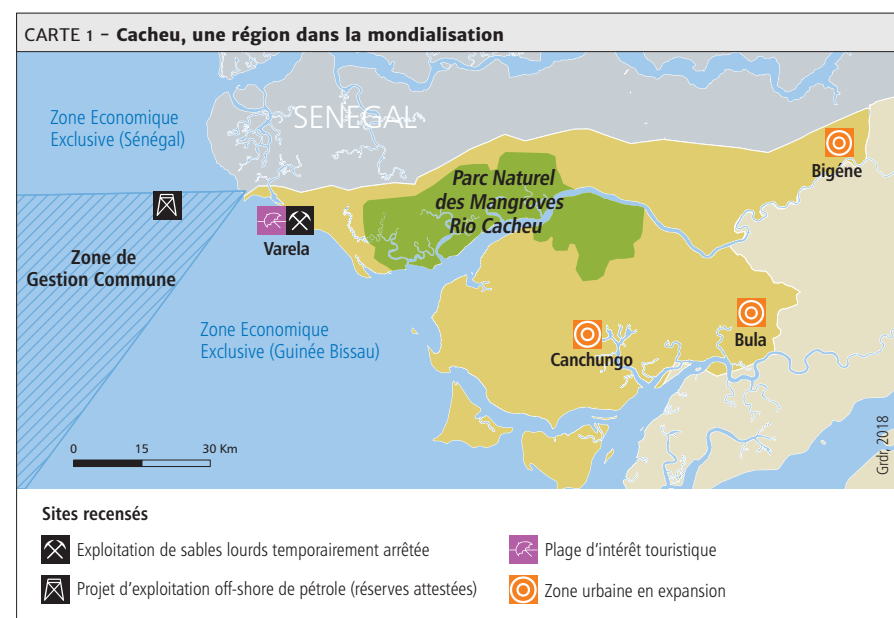 CARTE 1 – Cacheu, une région dans la mondialisation
Zone Economique
Exclusive (Sénégal)
SENEGAL
Bigéne
Parc Naturel
des Mangroves
Rio Cacheu
Varela
Zone de
Gestion Commune
Zone Economique
Exclusive (Guinée Bissau)
Bula
Canchungo
0 15 30 Km
Grdr, 2018
Sites recensés
Exploitation de sables lourds temporairement arrêtée
Plage d'intérêt touristique
Projet d'exploitation off-shore de pétrole (réserves attestées)
Zone urbaine en expansion